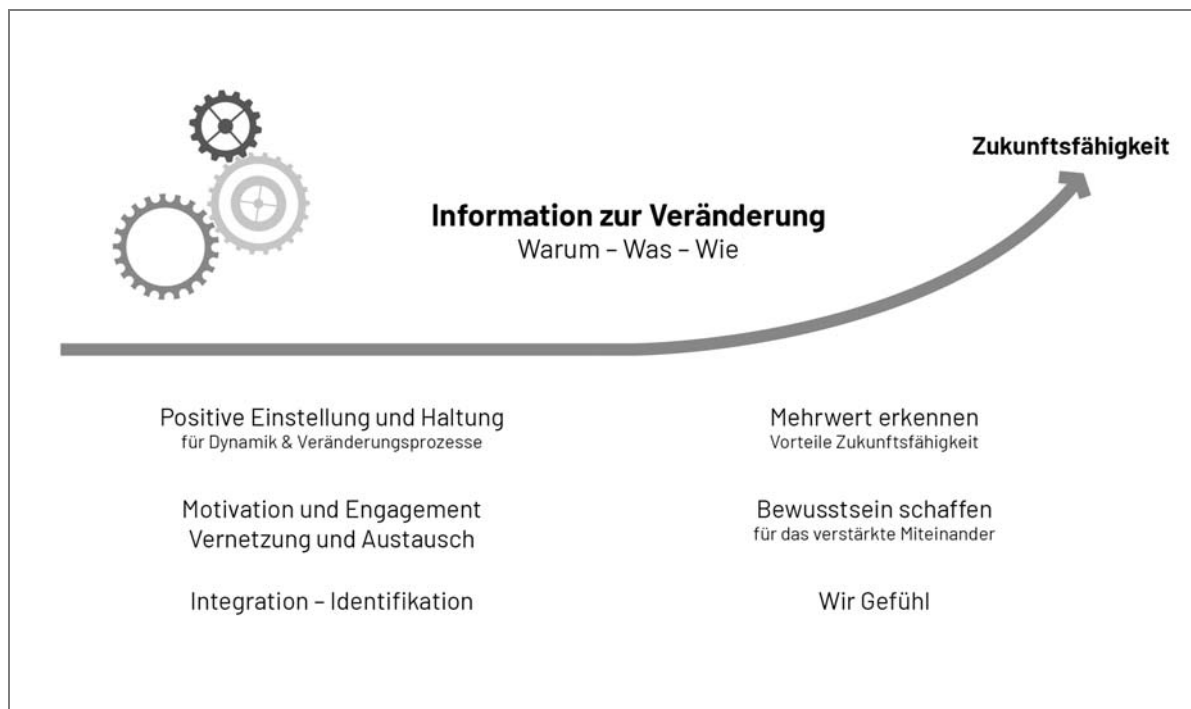 Zukunftsfähigkeit
Information zur Veränderung
Warum – Was – Wie
Positive Einstellung und Haltung
für Dynamik & Veränderungsprozesse
Motivation und Engagement
Vernetzung und Austausch
Integration – Identifikation
Mehrwert erkennen
Vorteile Zukunftsfähigkeit
Bewusstsein schaffen
für das verstärkte Miteinander
Wir Gefühl